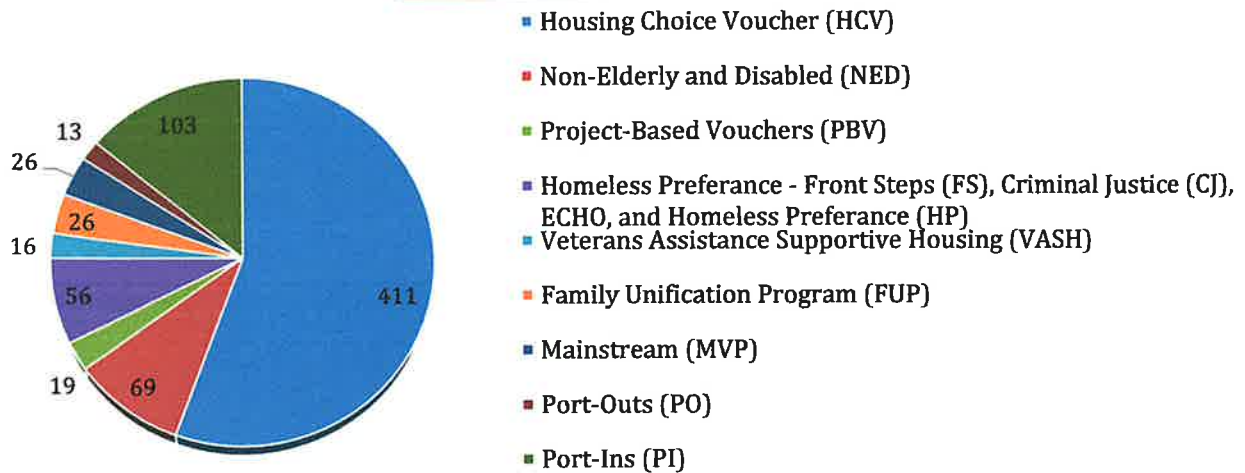 Housing Choice Voucher (HCV)
Non-Elderly and Disabled (NED)
Project-Based Vouchers (PBV)
Homeless Preferance - Front Steps (FS), Criminal Justice (CJ),
ECHO, and Homeless Preferance (HP)
Veterans Assistance Supportive Housing (VASH)
Family Unification Program (FUP)
Mainstream (MVP)
Port-Outs (PO)
Port-Ins (PI)
103
13
26
26
16
56
19
69
411